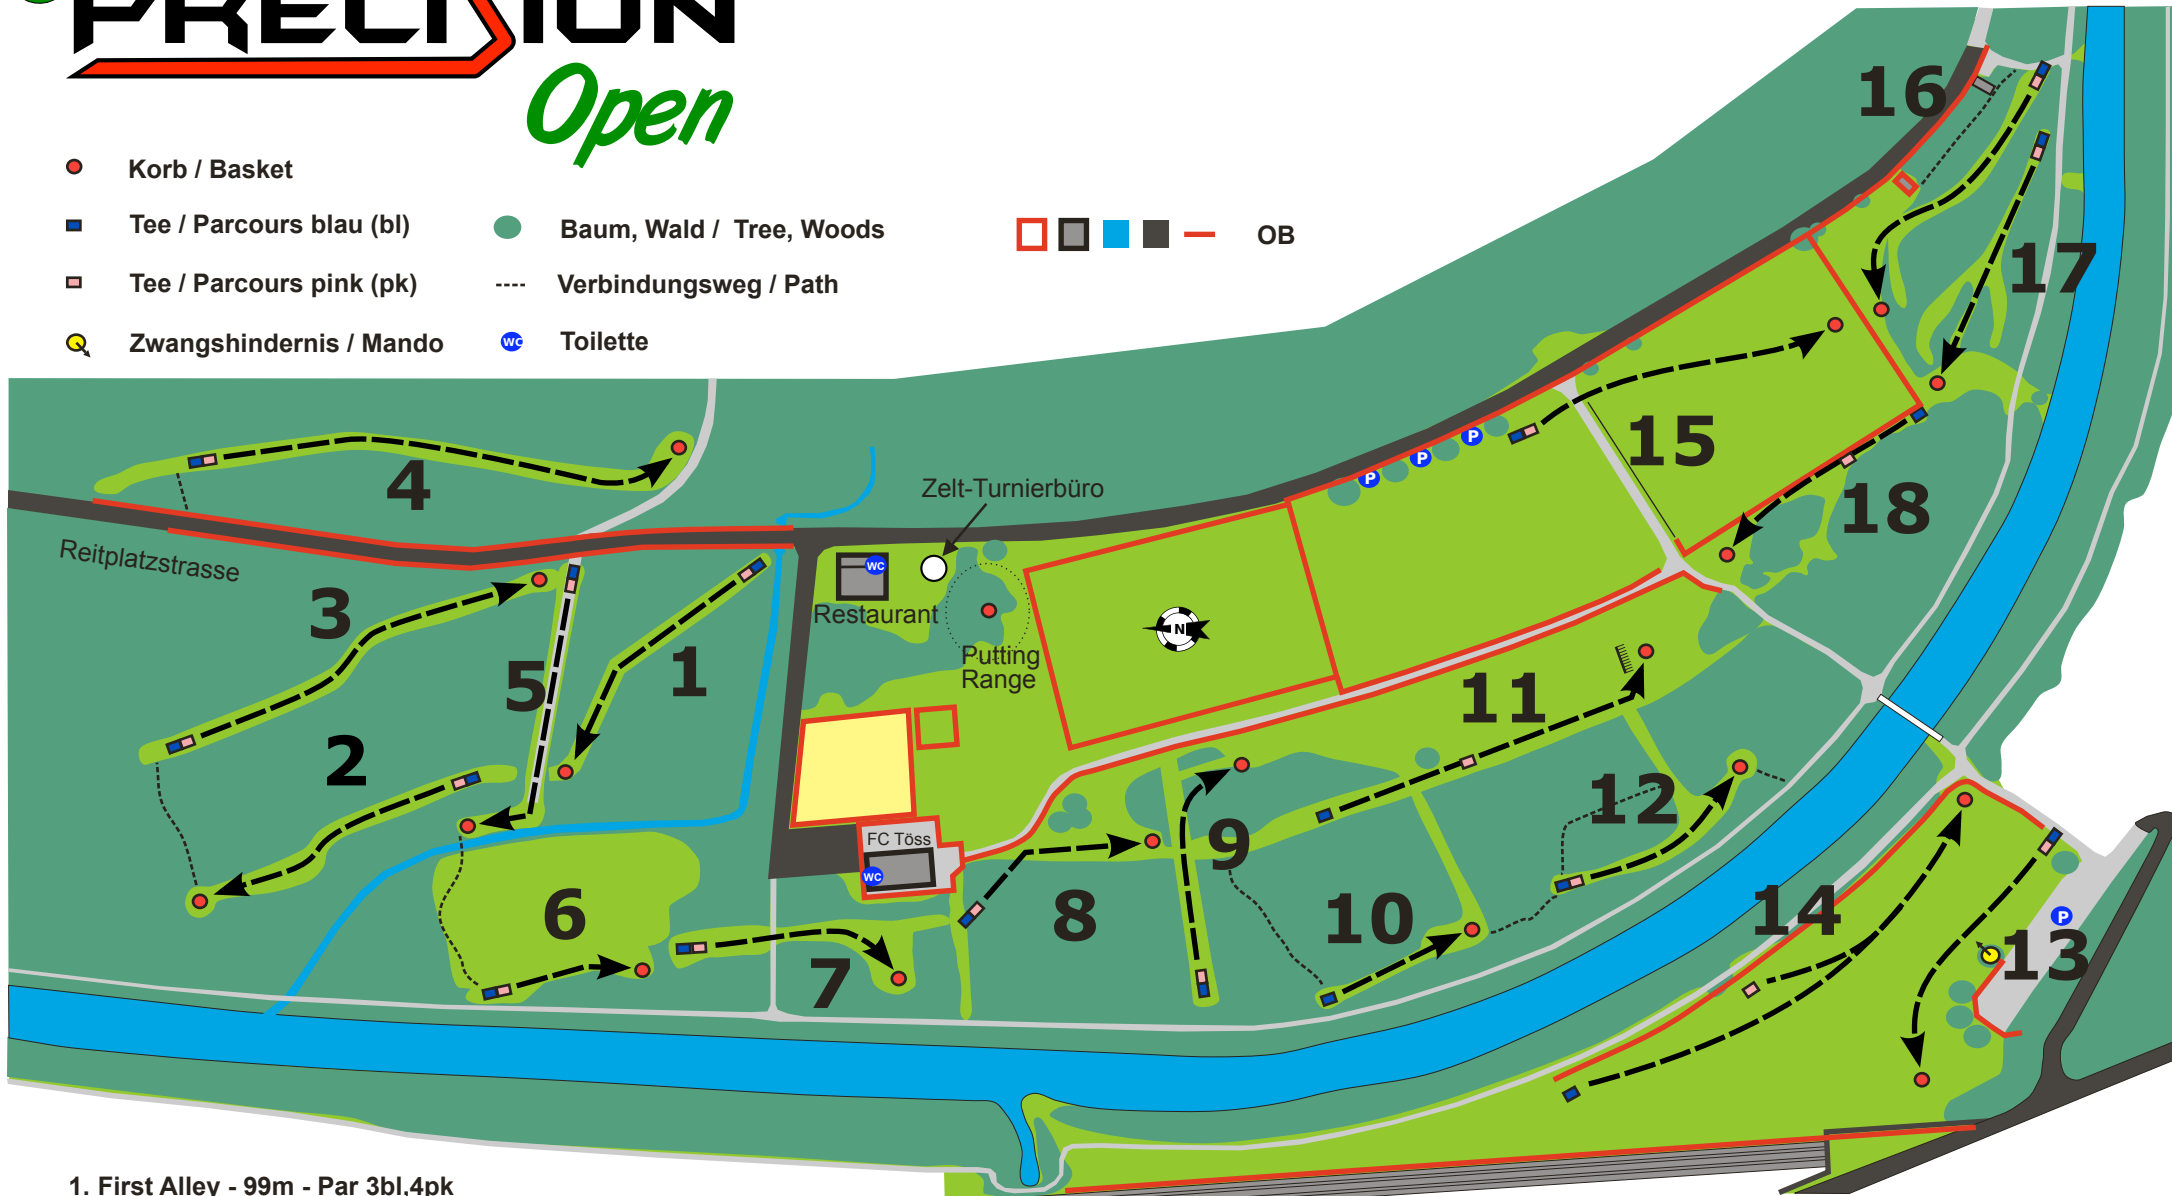 PRECISION
Open
Korb / Basket
Tee / Parcours blau (bl)
Tee / Parcours pink (pk)
Zwangshindernis / Mando
Baum, Wald / Tree, Woods
Verbindungsweg / Path
WC Toilette
OB
16
17
15
18
4
Reitplatzstrasse
3
5
1
2
6
7
8
9
10
11
12
13
14
Zelt-Turnierbüro
WC
Restaurant
Putting
Range
N
P
P
P
FC Töss
WC
P
1. First Alley - 99m - Par 3bl,4pk